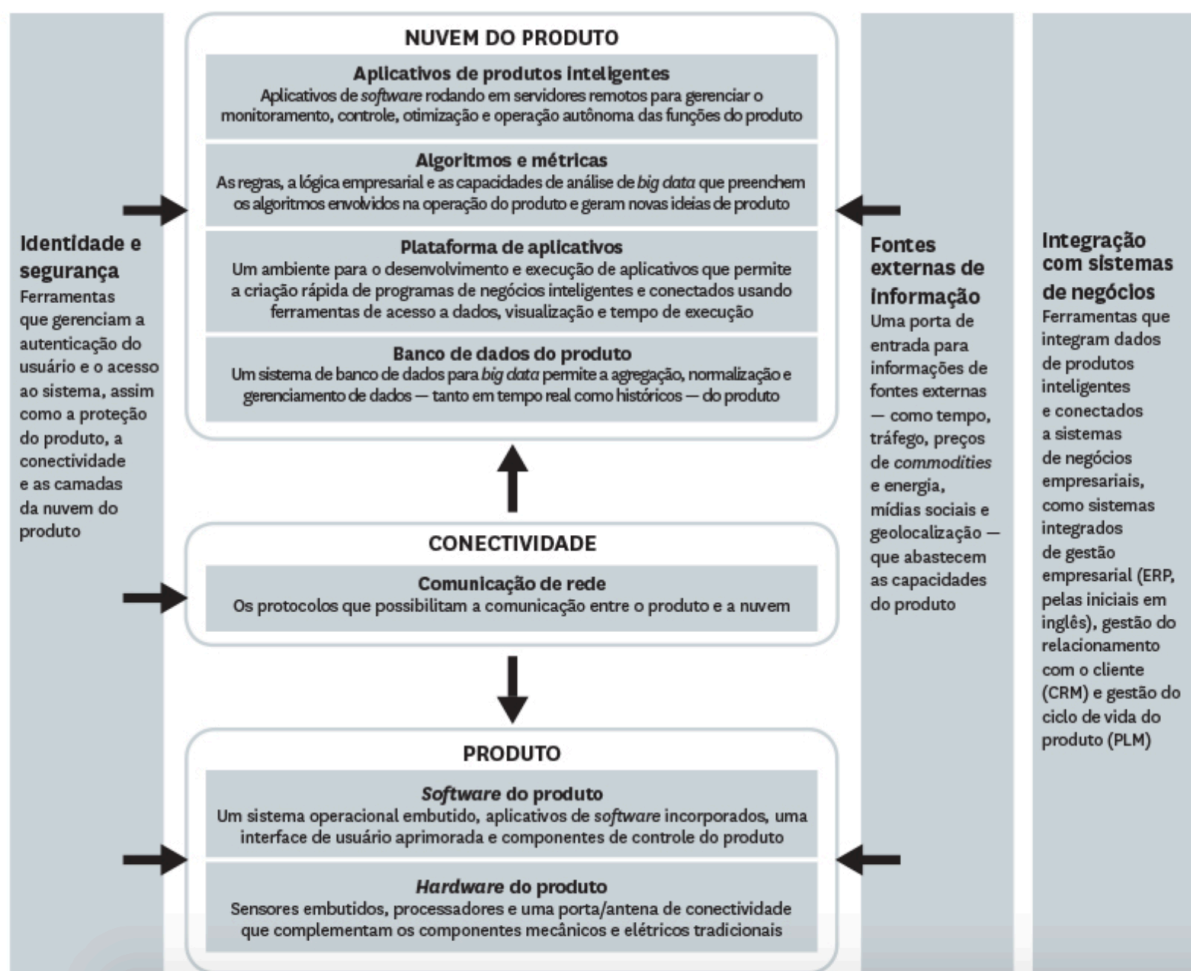 NUVEM DO PRODUTO
Aplicativos de produtos inteligentes
Aplicativos de software rodando em servidores remotos para gerenciar o
monitoramento, controle, otimização e operação autônoma das funções do produto
Algoritmos e métricas
As regras, a lógica empresarial e as capacidades de análise de big data que preenchem
os algoritmos envolvidos na operação do produto e geram novas ideias de produto
Plataforma de aplicativos
Um ambiente para o desenvolvimento e execução de aplicativos que permite
a criação rápida de programas de negócios inteligentes e conectados usando
ferramentas de acesso a dados, visualização e tempo de execução
Banco de dados do produto
Um sistema de banco de dados para big data permite a agregação, normalização e
gerenciamento de dados — tanto em tempo real como históricos — do produto
CONECTIVIDADE
Comunicação de rede
Os protocolos que possibilitam a comunicação entre o produto e a nuvem
PRODUTO
Software do produto
Um sistema operacional embutido, aplicativos de software incorporados, uma
interface de usuário aprimorada e componentes de controle do produto
Hardware do produto
Sensores embutidos, processadores e uma porta/antena de conectividade
que complementam os componentes mecânicos e elétricos tradicionais
Identidade e
segurança
Ferramentas
que gerenciam a
autenticação do
usuário e o acesso
ao sistema, assim
como a proteção
do produto, a
conectividade
e as camadas
da nuvem do
produto
Fontes
externas de
informação
Uma porta de
entrada para
informações de
fontes externas
— como tempo,
tráfego, preços
de commodities
e energia,
mídias sociais e
geolocalização —
que abastecem
as capacidades
do produto
Integração
com sistemas
de negócios
Ferramentas que
integram dados
de produtos
inteligentes
e conectados
a sistemas
de negócios
empresariais,
como sistemas
integrados
de gestão
empresarial (ERP,
pelas iniciais em
inglês), gestão do
relacionamento
com o cliente
(CRM) e gestão do
ciclo de vida do
produto (PLM)